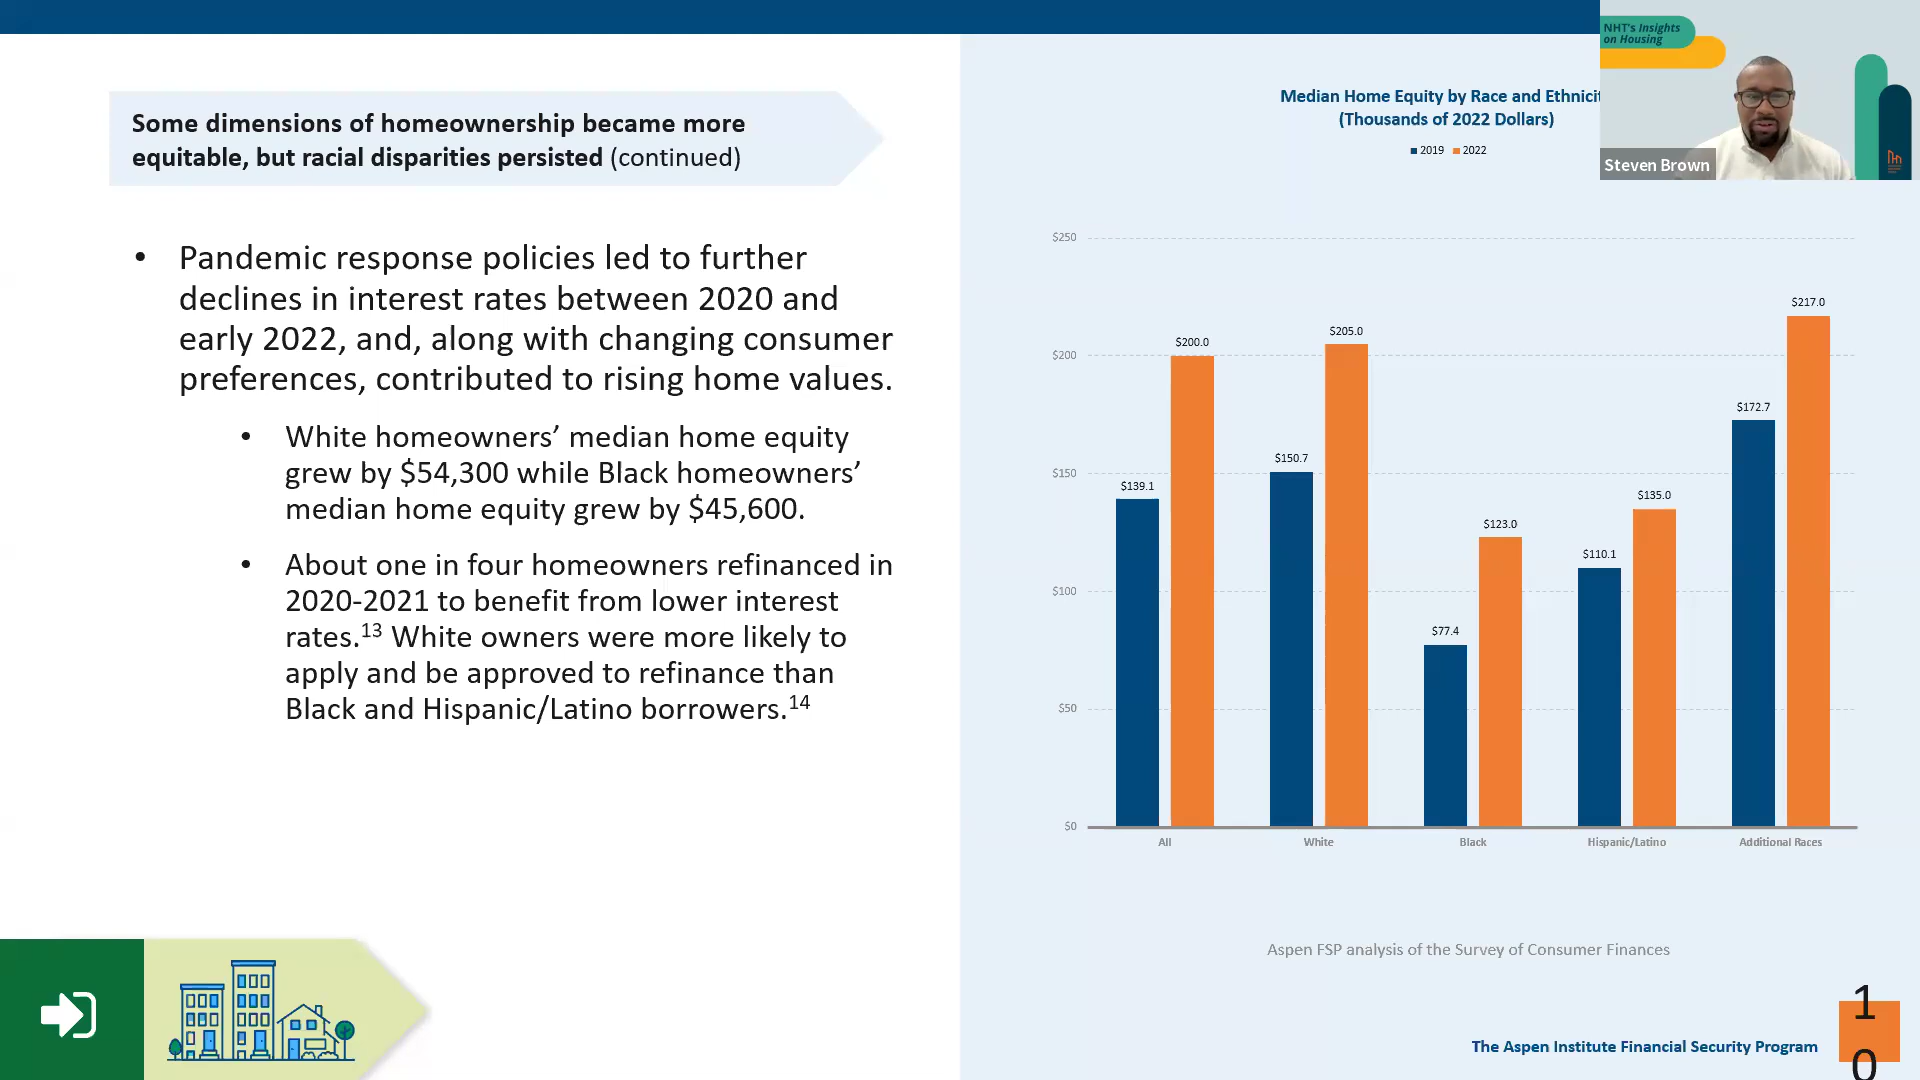 Some dimensions of homeownership became more
equitable, but racial disparities persisted (continued)
• Pandemic response policies led to further
declines in interest rates between 2020 and
early 2022, and, along with changing consumer
preferences, contributed to rising home values.
• White homeowners’ median home equity
grew by $54,300 while Black homeowners’
median home equity grew by $45,600.
• About one in four homeowners refinanced in
2020-2021 to benefit from lower interest
rates.13 White owners were more likely to
apply and be approved to refinance than
Black and Hispanic/Latino borrowers.14
Median Home Equity by Race and Ethnicit
(Thousands of 2022 Dollars)
2019 2022
$250
$200
$150
$100
$50
$0
$139.1
$200.0
$150.7
$205.0
$77.4
$123.0
$110.1
$135.0
$172.7
$217.0
All
White
Black
Hispanic/Latino
Additional Races
Aspen FSP analysis of the Survey of Consumer Finances
The Aspen Institute Financial Security Program
1
0
NHT's Insights
on Housing
Steven Brown